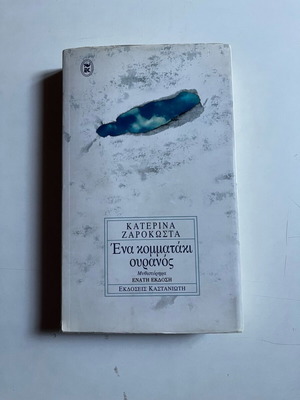 ΚΑΤΕΡΙΝΑ
ΖΑΡΟΚΩΣΤΑ
Ένα κομματάκι
ουρανός
Μυθιστόρημα
ΕΝΑΤΗ ΕΚΔΟΣΗ
ΕΚΔΟΣΕΙΣ ΚΑΣΤΑΝΙΩΤΗ